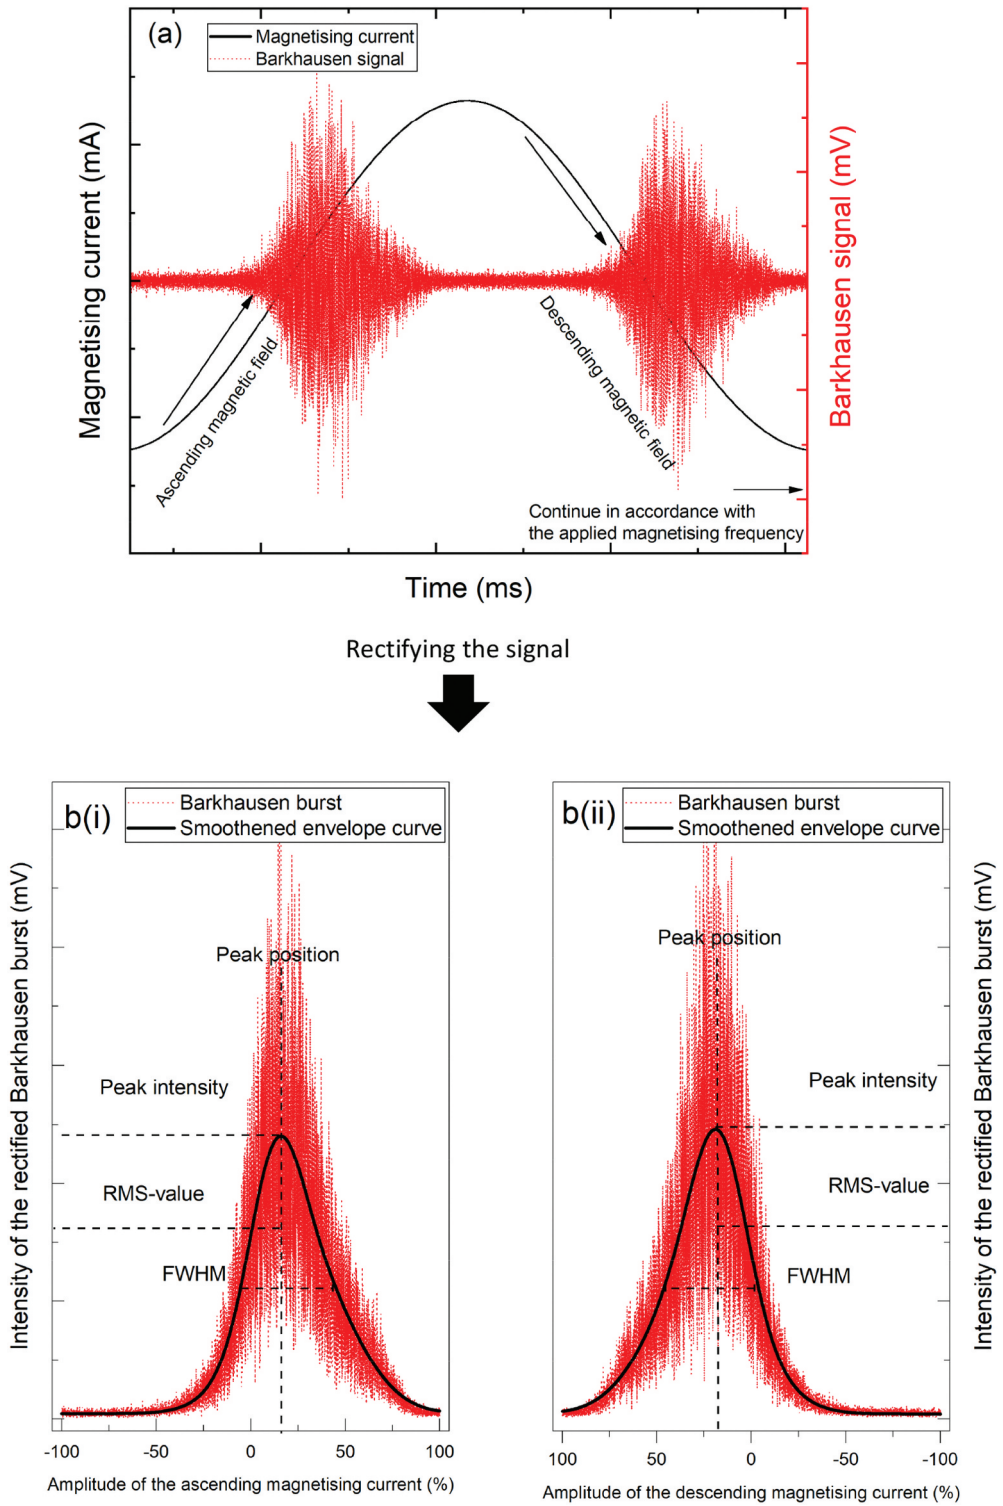 (a)
Magnetising current
Barkhausen signal
Magnetising current (mA)
Barkhausen signal (mV)
Ascending magnetic field
Descending magnetic field
Continue in accordance with
the applied magnetising frequency
Time (ms)
Rectifying the signal
b(i)
Barkhausen burst
Smoothened envelope curve
Intensity of the rectified Barkhausen burst (mV)
Peak position
Peak intensity
RMS-value
FWHM
-100 -50 0 50 100
Amplitude of the ascending magnetising current (%)
b(ii)
Barkhausen burst
Smoothened envelope curve
Peak position
Peak intensity
RMS-value
FWHM
Intensity of the rectified Barkhausen burst (mV)
100 50 0 -50 -100
Amplitude of the descending magnetising current (%)